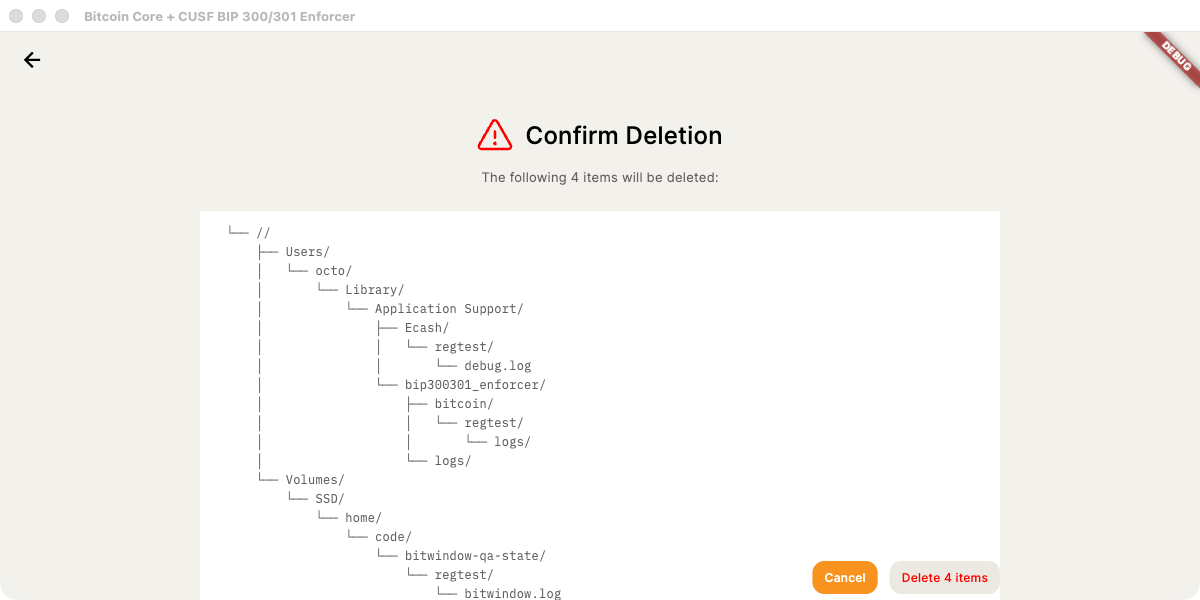 Bitcoin Core + CUSF BIP 300/301 Enforcer
DEBUG
Confirm Deletion
The following 4 items will be deleted:
└── //
    ├── Users/
    │   └── octo/
    │       └── Library/
    │           └── Application Support/
    │               ├── Ecash/
    │               │   └── regtest/
    │               │       └── debug.log
    │               └── bip300301_enforcer/
    │                   ├── bitcoin/
    │                   │   └── regtest/
    │                   │       └── logs/
    │                   └── logs/
    └── Volumes/
        └── SSD/
            └── home/
                └── code/
                    └── bitwindow-qa-state/
                        └── regtest/
                            └── bitwindow.log
Cancel
Delete 4 items